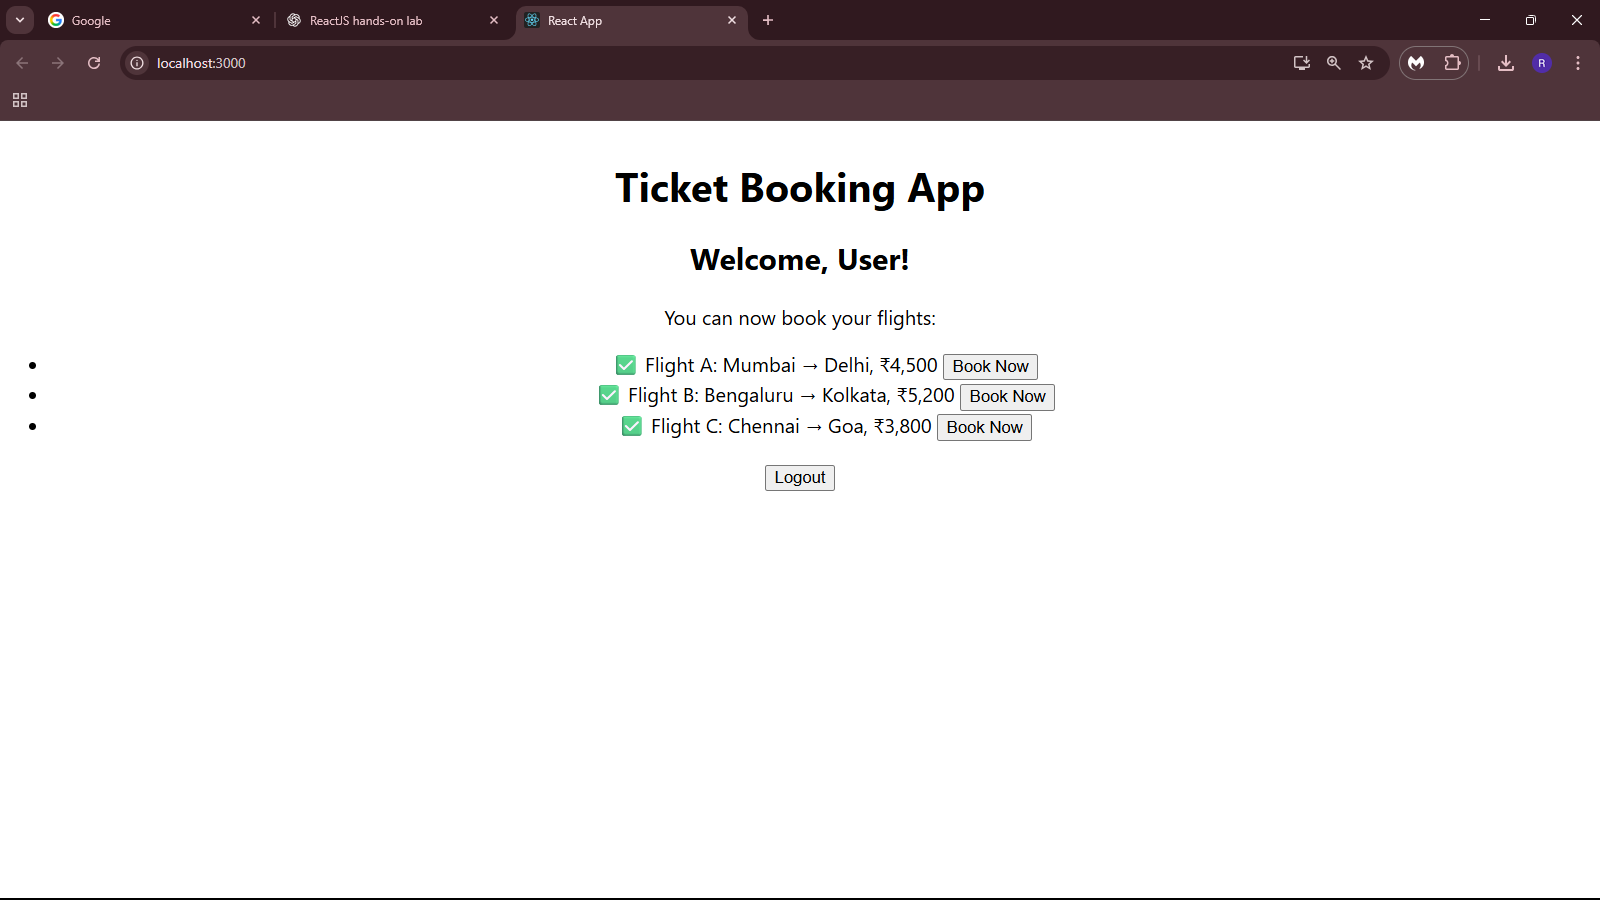 Google
ReactJS hands-on lab
React App
localhost:3000
R
Ticket Booking App
Welcome, User!
You can now book your flights:
• ✅ Flight A: Mumbai → Delhi, ₹4,500 Book Now
• ✅ Flight B: Bengaluru → Kolkata, ₹5,200 Book Now
• ✅ Flight C: Chennai → Goa, ₹3,800 Book Now
Logout